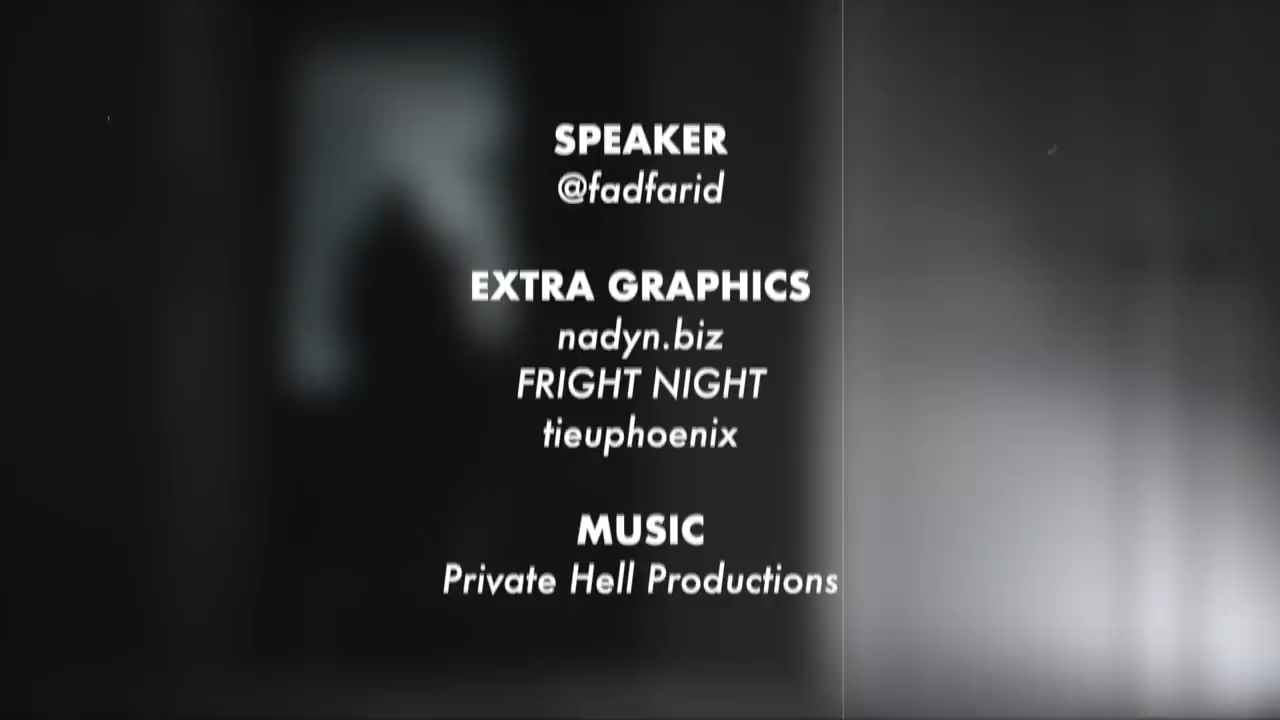 SPEAKER
@fadfarid
EXTRA GRAPHICS
nadyn.biz
FRIGHT NIGHT
tieuphoenix
MUSIC
Private Hell Productions